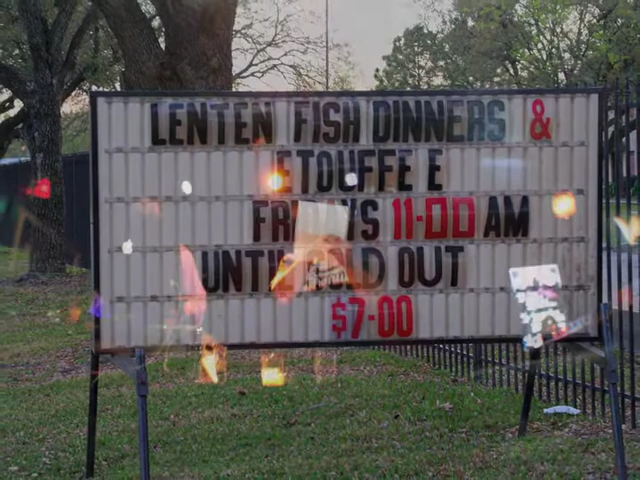 LENTEN FISH DINNERS &
ETOUFFE E
FRIDAYS 11-00 AM
UNTIL SOLD OUT
$7-00